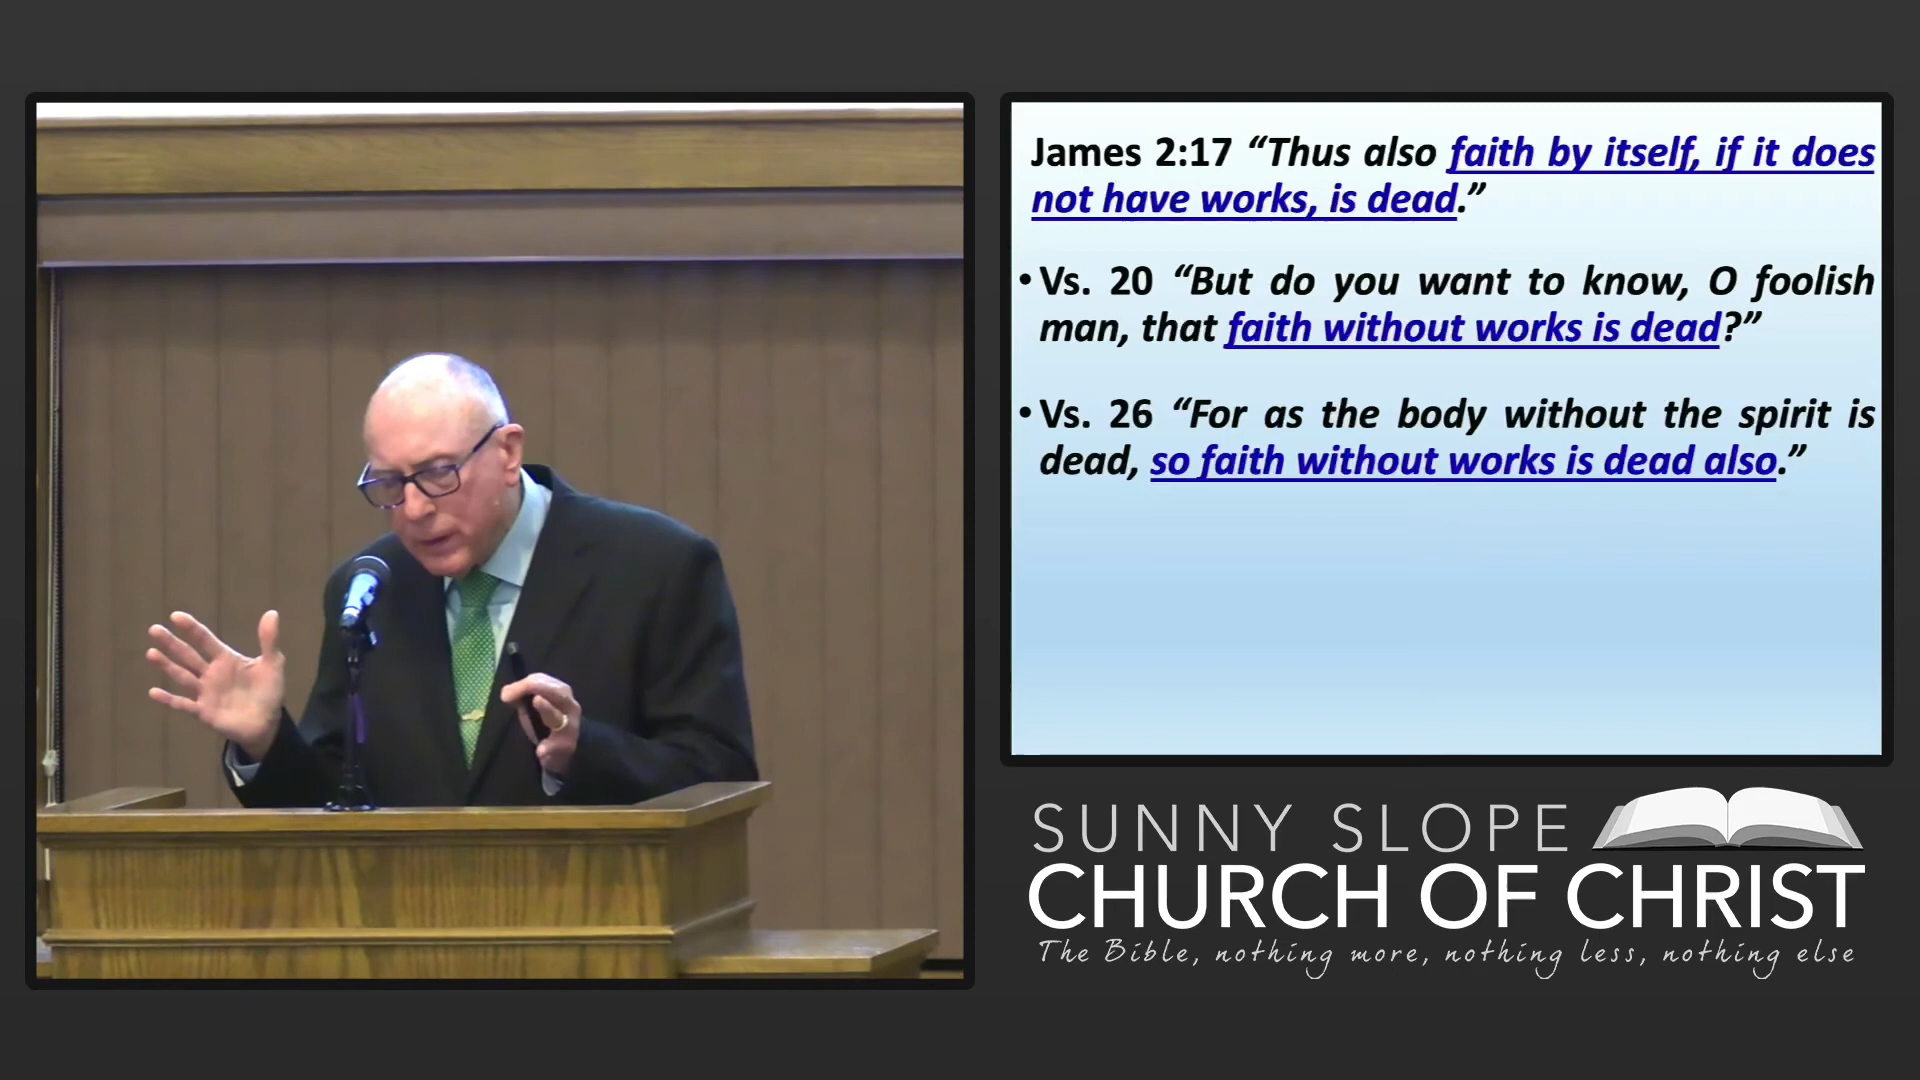 James 2:17 “Thus also faith by itself, if it does
not have works, is dead.”
• Vs. 20 “But do you want to know, O foolish
man, that faith without works is dead?”
• Vs. 26 “For as the body without the spirit is
dead, so faith without works is dead also.”
SUNNY SLOPE
CHURCH OF CHRIST
The Bible, nothing more, nothing less, nothing else